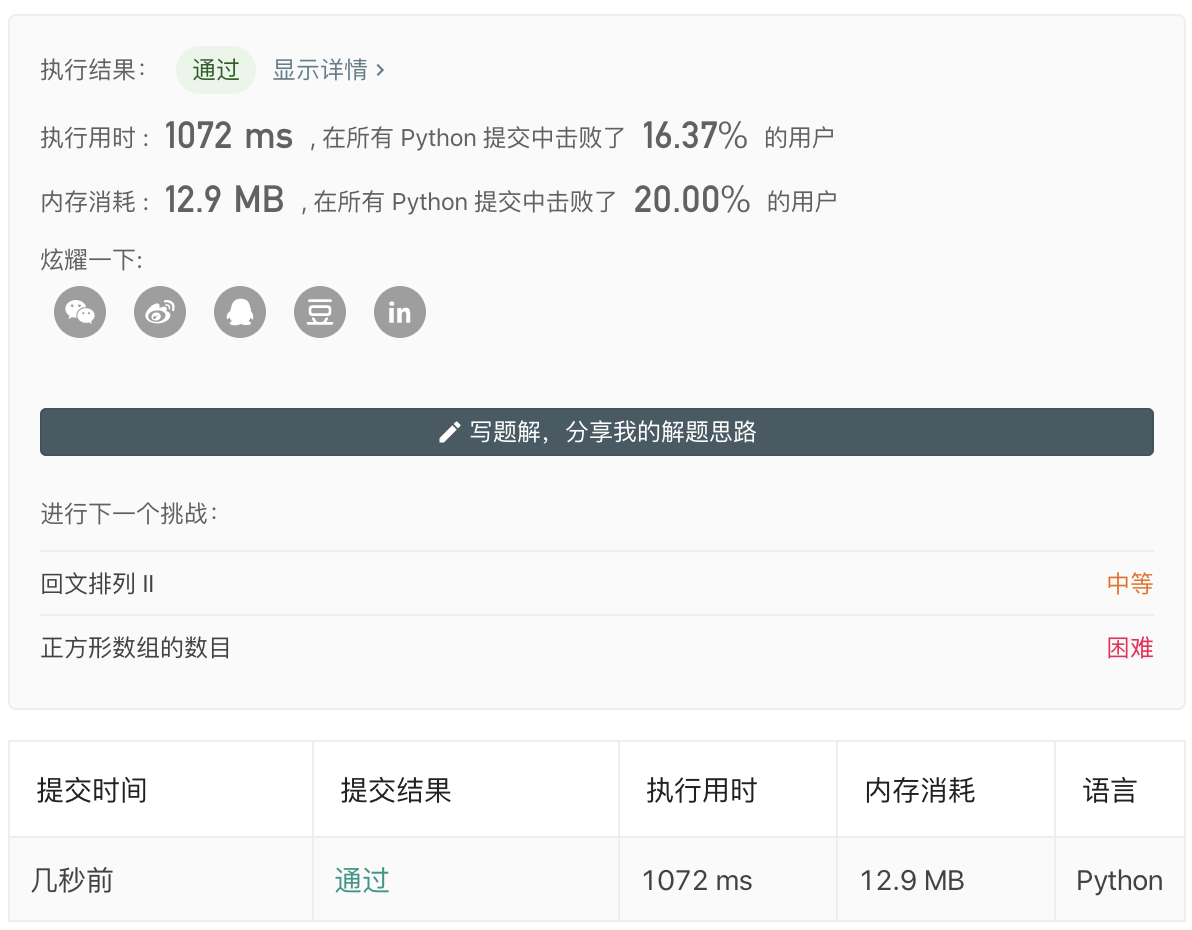 执行结果： 通过 显示详情 >
执行用时 : 1072 ms , 在所有 Python 提交中击败了 16.37% 的用户
内存消耗 : 12.9 MB , 在所有 Python 提交中击败了 20.00% 的用户
炫耀一下:
豆 in
写题解，分享我的解题思路
进行下一个挑战：
回文排列 II 中等
正方形数组的数目 困难
提交时间 提交结果 执行用时 内存消耗 语言
几秒前 通过 1072 ms 12.9 MB Python